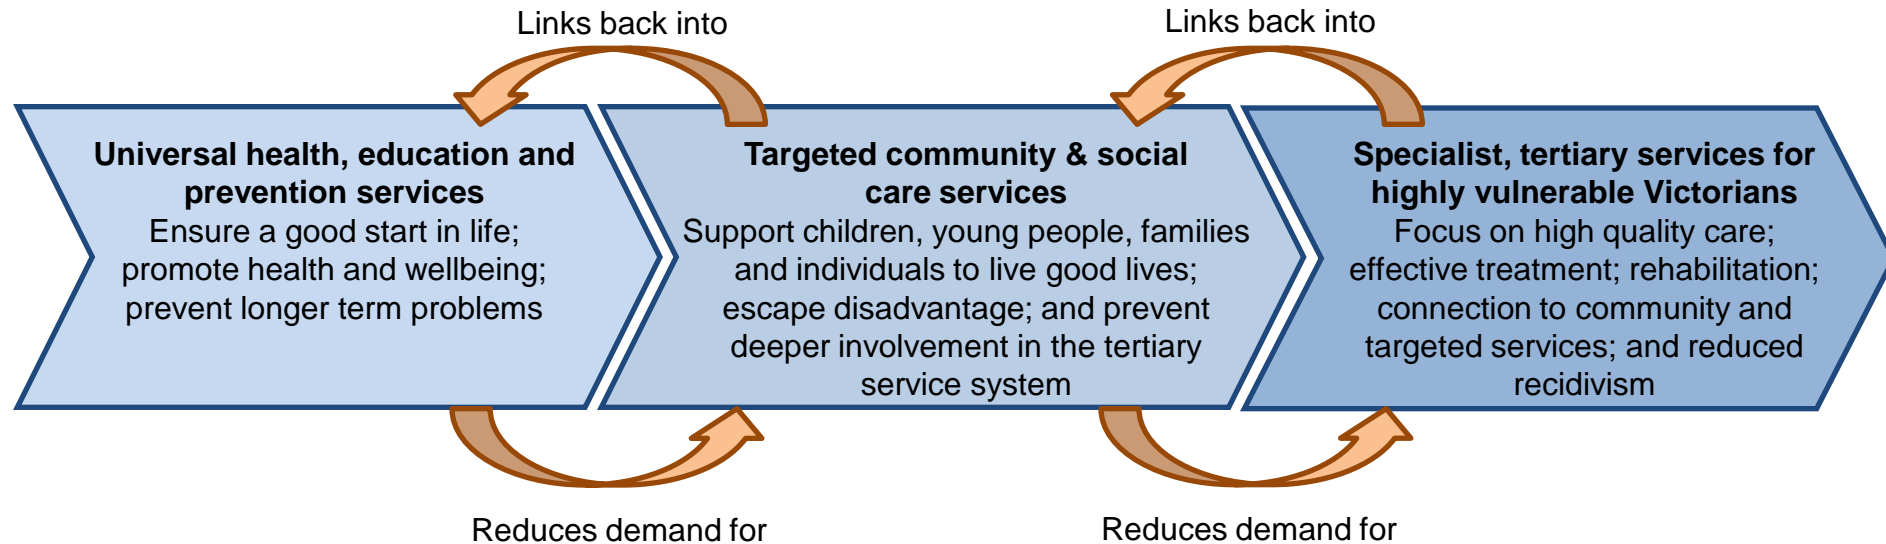 Links back into
Links back into
Universal health, education and
prevention services
Ensure a good start in life;
promote health and wellbeing;
prevent longer term problems
Targeted community & social
care services
Support children, young people, families
and individuals to live good lives;
escape disadvantage; and prevent
deeper involvement in the tertiary
service system
Specialist, tertiary services for
highly vulnerable Victorians
Focus on high quality care;
effective treatment; rehabilitation;
connection to community and
targeted services; and reduced
recidivism
Reduces demand for
Reduces demand for